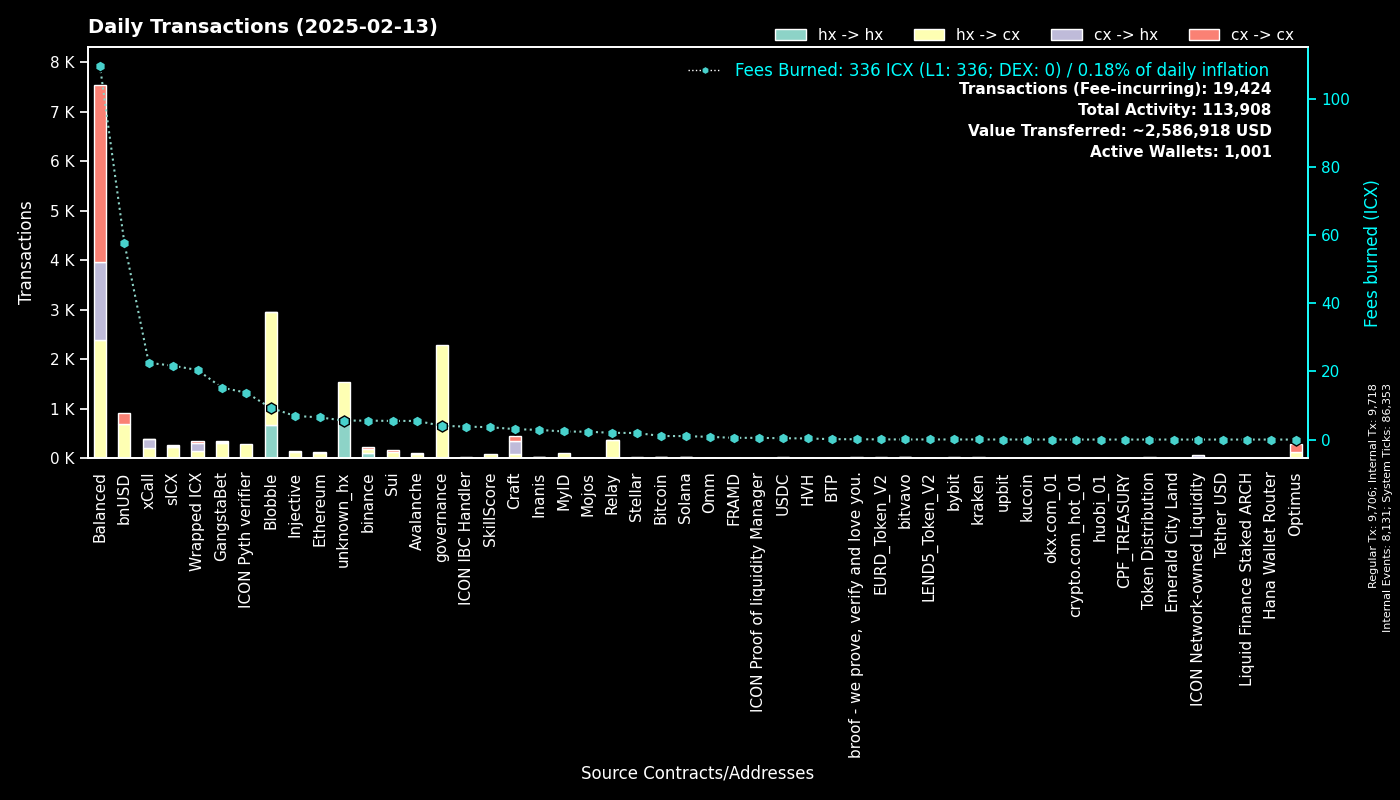 Daily Transactions (2025-02-13)
hx -> hx
hx -> cx
cx -> hx
cx -> cx
Fees Burned: 336 ICX (L1: 336; DEX: 0) / 0.18% of daily inflation
Transactions (Fee-incurring): 19,424
Total Activity: 113,908
Value Transferred: ~2,586,918 USD
Active Wallets: 1,001
Transactions
8 K
7 K
6 K
5 K
4 K
3 K
2 K
1 K
0 K
100
80
60
40
20
0
Fees burned (ICX)
Regular Tx: 9,706; Internal Tx: 9,718
Internal Events: 8,131; System Ticks: 86,353
Balanced
bnUSD
xCall
sICX
Wrapped ICX
GangstaBet
ICON Pyth verifier
Blobble
Injective
Ethereum
unknown_hx
binance
Sui
Avalanche
governance
ICON IBC Handler
SkillScore
Craft
Inanis
MyID
Mojos
Relay
Stellar
Bitcoin
Solana
Omm
FRAMD
ICON Proof of liquidity Manager
USDC
HVH
BTP
broof - we prove, verify and love you.
EURD_Token_V2
bitvavo
LEND5_Token_V2
bybit
kraken
upbit
kucoin
okx.com_01
crypto.com_hot_01
huobi_01
CPF_TREASURY
Token Distribution
Emerald City Land
ICON Network-owned Liquidity
Tether USD
Liquid Finance Staked ARCH
Hana Wallet Router
Optimus
Source Contracts/Addresses